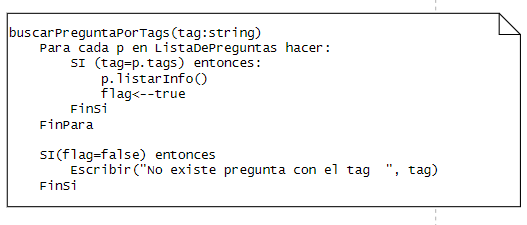 buscarPreguntaPorTags(tag:string)
Para cada p en ListaDePreguntas hacer:
SI (tag=p.tags) entonces:
p.listarInfo()
flag<--true
FinSi
FinPara
SI(flag=false) entonces
Escribir("No existe pregunta con el tag  ", tag)
FinSi